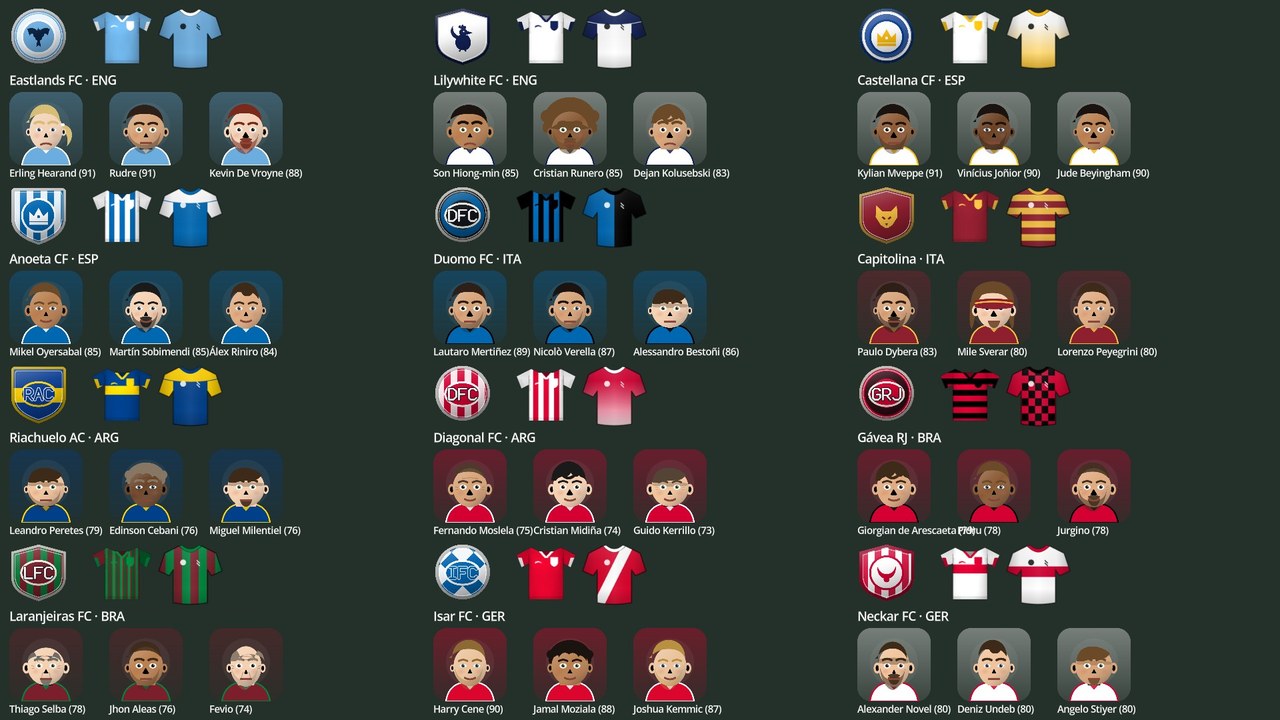 Eastlands FC · ENG
Lilywhite FC · ENG
Castellana CF · ESP
Erling Hearand (91)
Rudre (91)
Kevin De Vroyne (88)
Son Hiong-min (85)
Cristian Runero (85)
Dejan Kolusebski (83)
Kylian Mveppe (91)
Vinícius Joñior (90)
Jude Beyingham (90)
DFC
Anoeta CF · ESP
Duomo FC · ITA
Capitolina · ITA
Mikel Oyersabal (85)
Martín Sobimendi (85)
Álex Riniro (84)
Lautaro Mertiñez (89)
Nicolò Verella (87)
Alessandro Bestoñi (86)
Paulo Dybera (83)
Mile Sverar (80)
Lorenzo Peyegrini (80)
RAC
DFC
GRJ
Riachuelo AC · ARG
Diagonal FC · ARG
Gávea RJ · BRA
Leandro Peretes (79)
Edinson Cebani (76)
Miguel Milentiel (76)
Fernando Moslela (75)
Cristian Midiña (74)
Guido Kerrillo (73)
Giorgian de Arescaeta
(78)
Jurgino (78)
LFC
IFC
Laranjeiras FC · BRA
Isar FC · GER
Neckar FC · GER
Thiago Selba (78)
Jhon Aleas (76)
Fevio (74)
Harry Cene (90)
Jamal Moziala (88)
Joshua Kemmic (87)
Alexander Novel (80)
Deniz Undeb (80)
Angelo Stiyer (80)